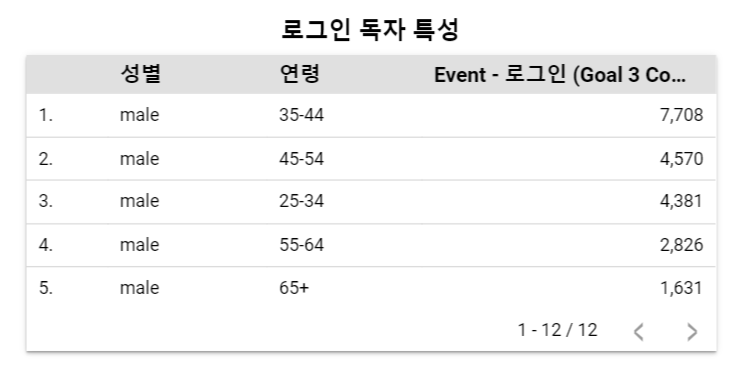 로그인 독자 특성
성별 연령 Event - 로그인 (Goal 3 Co...
1. male 35-44 7,708
2. male 45-54 4,570
3. male 25-34 4,381
4. male 55-64 2,826
5. male 65+ 1,631
1 - 12 / 12 < >